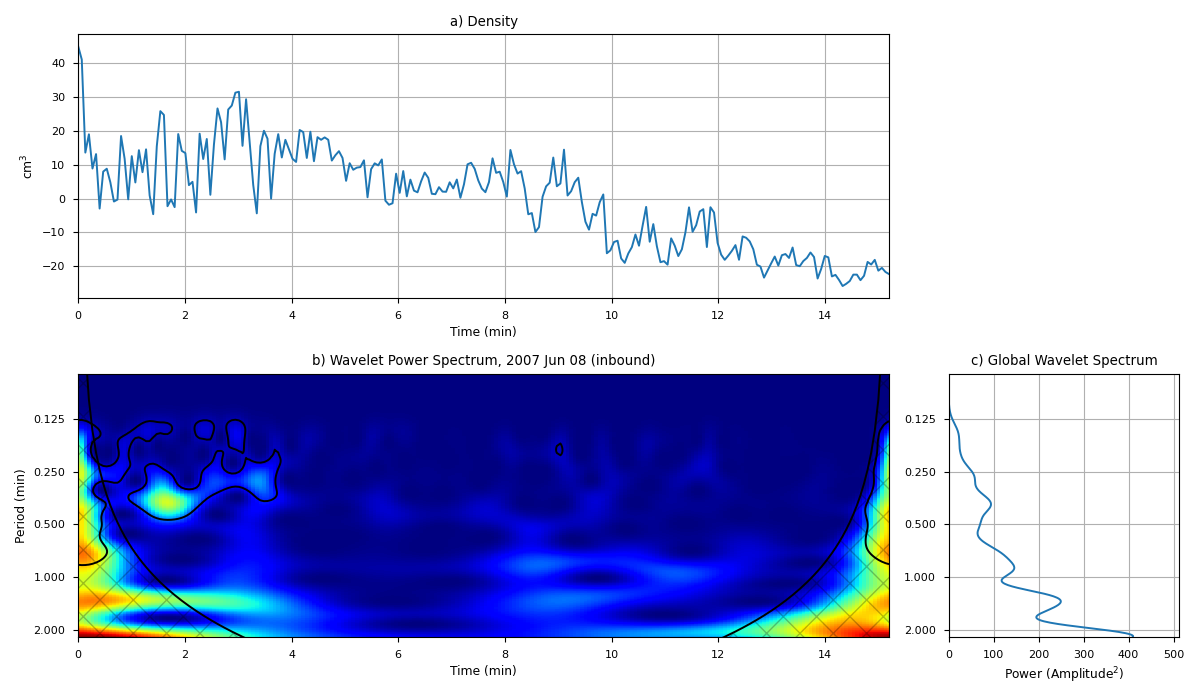 a) Density
cm³
40
30
20
10
0
−10
−20
0 2 4 6 8 10 12 14
Time (min)
b) Wavelet Power Spectrum, 2007 Jun 08 (inbound)
Period (min)
0.125
0.250
0.500
1.000
2.000
0 2 4 6 8 10 12 14
Time (min)
c) Global Wavelet Spectrum
0.125
0.250
0.500
1.000
2.000
0 100 200 300 400 500
Power (Amplitude²)